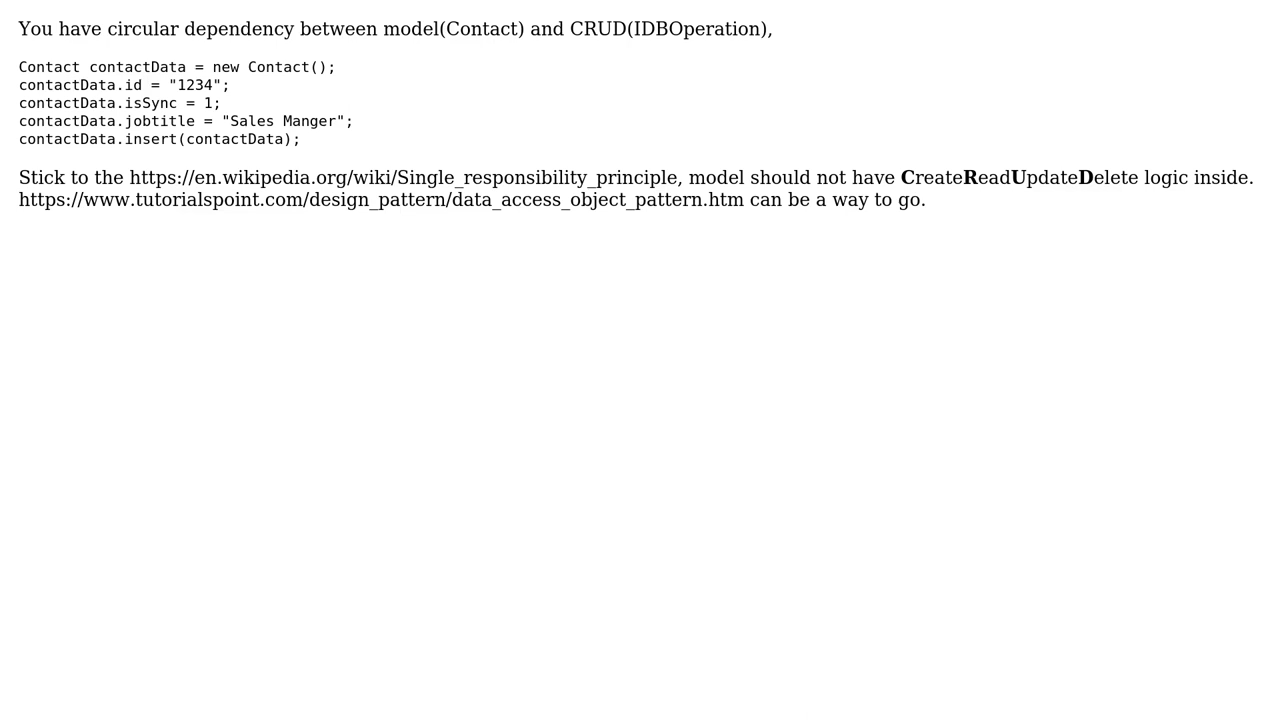 You have circular dependency between model(Contact) and CRUD(IDBOperation),
Contact contactData = new Contact();
contactData.id = "1234";
contactData.isSync = 1;
contactData.jobtitle = "Sales Manger";
contactData.insert(contactData);
Stick to the https://en.wikipedia.org/wiki/Single_responsibility_principle, model should not have CreateReadUpdateDelete logic inside.
https://www.tutorialspoint.com/design_pattern/data_access_object_pattern.htm can be a way to go.